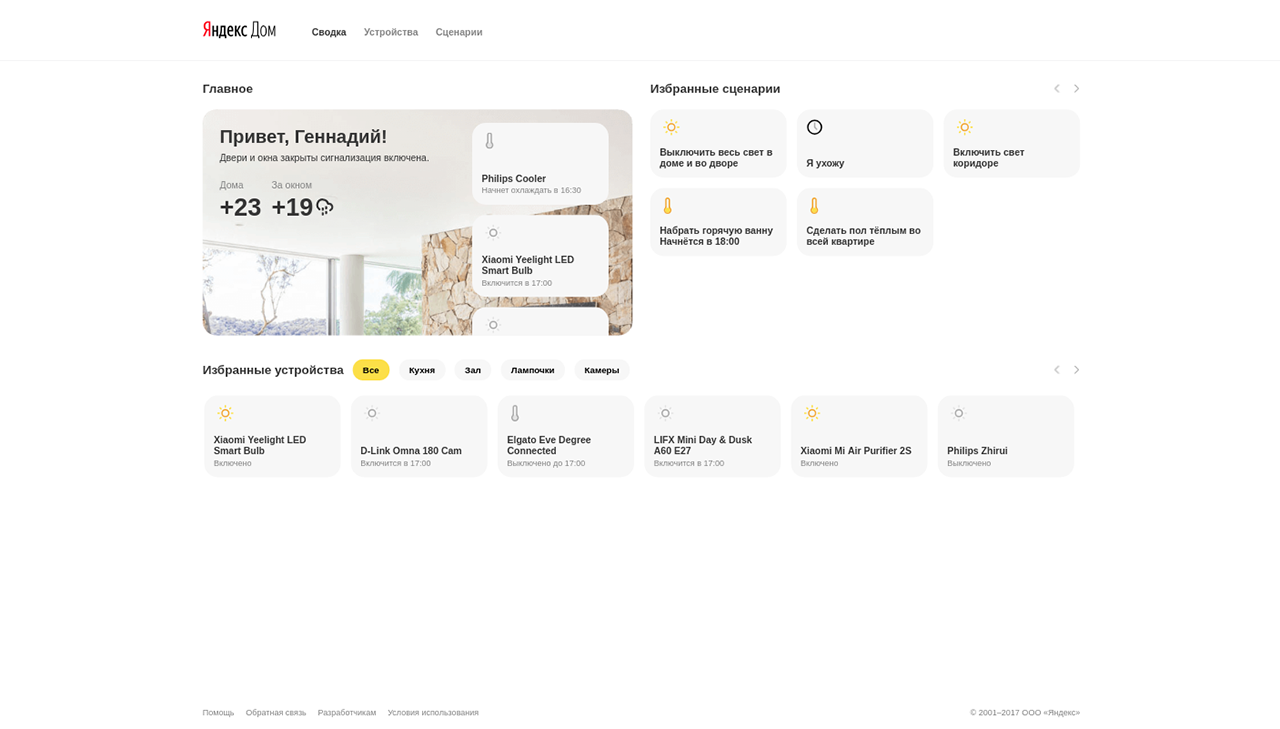 Яндекс Дом
Сводка
Устройства
Сценарии
Главное
Привет, Геннадий!
Двери и окна закрыты сигнализация включена.
Дома
За окном
+23
+19
Philips Cooler
Начнет охлаждать в 16:30
Xiaomi Yeelight LED
Smart Bulb
Включится в 17:00
Избранные сценарии
Выключить весь свет в
доме и во дворе
Я ухожу
Включить свет
коридоре
Набрать горячую ванну
Начнётся в 18:00
Сделать пол тёплым во
всей квартире
Избранные устройства
Все
Кухня
Зал
Лампочки
Камеры
Xiaomi Yeelight LED
Smart Bulb
Включено
D-Link Omna 180 Cam
Включится в 17:00
Elgato Eve Degree
Connected
Выключено до 17:00
LIFX Mini Day & Dusk
A60 E27
Включится в 17:00
Xiaomi Mi Air Purifier 2S
Включено
Philips Zhirui
Выключено
Помощь
Обратная связь
Разработчикам
Условия использования
© 2001–2017 ООО «Яндекс»